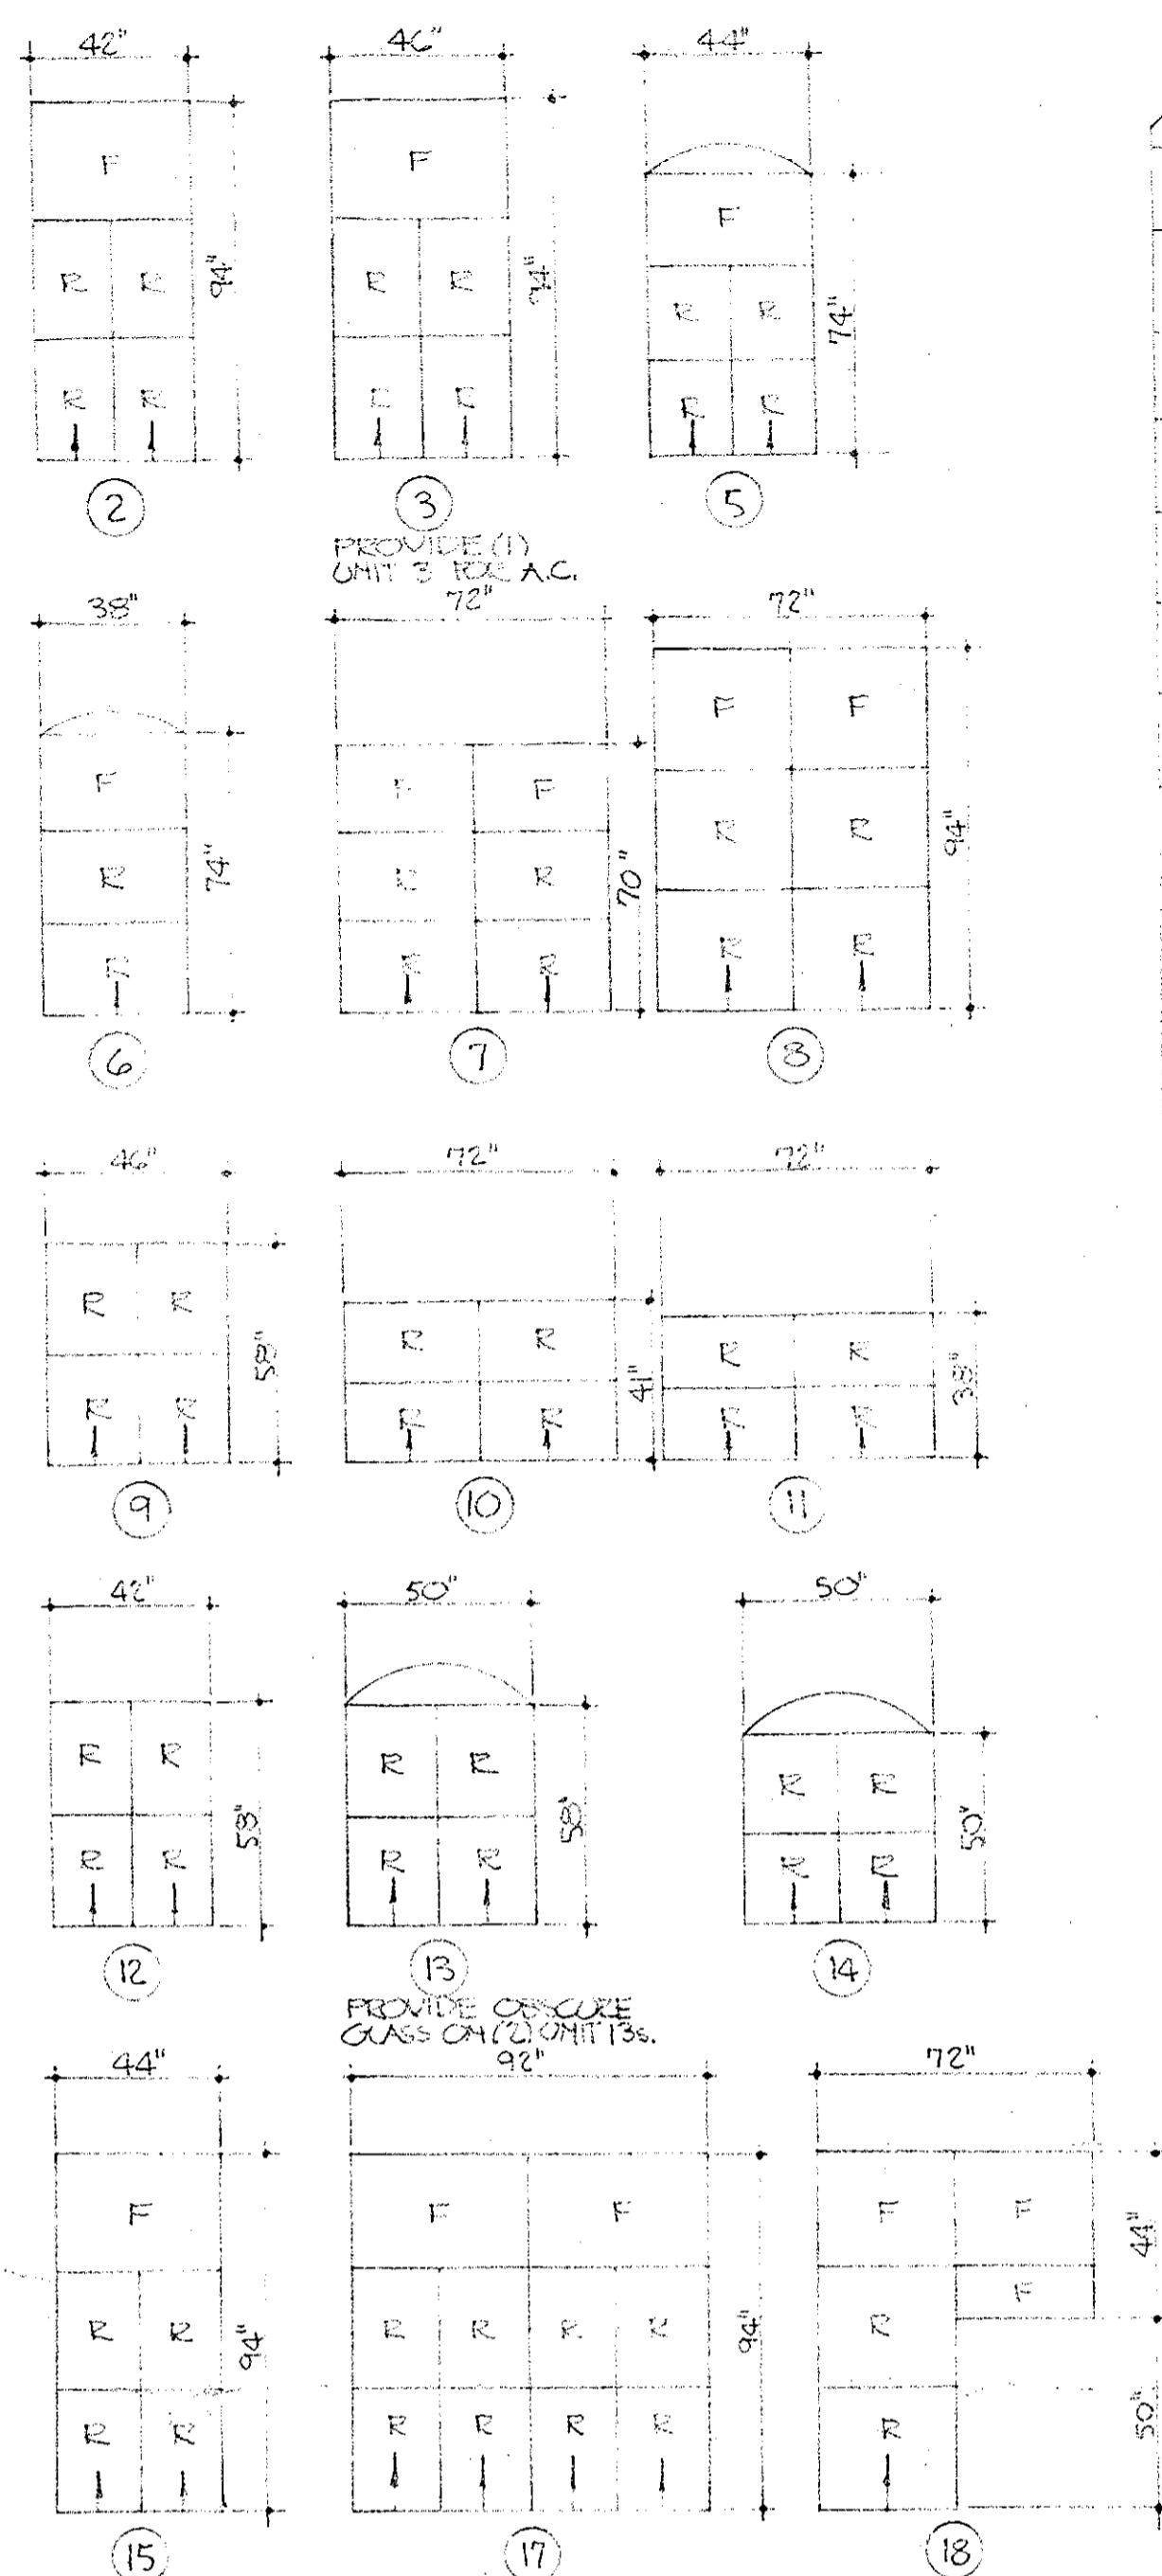 42" 46" 44"
F F F
R R R R 94" 94" R R 74"
R R R R R R
2 3 5
PROVIDE (1)
UNIT 3 FOR A.C.
38" 72" 72"
F F
F F F
R R R 74" R R 70" 94"
R R R R R
6 7 8
46" 72" 72"
R R R R R R
58" 41" 38"
R R R R R R
9 10 11
42" 50" 50"
R R R R R R
58" 58" 50"
R R R R R R
12 13 14
PROVIDE OBSCURE
GLASS ON (2) UNIT 13s.
44" 92" 72"
F F F F F
44"
F
R R 94" R R R R 94" R
R R R R R R R 50"
15 17 18